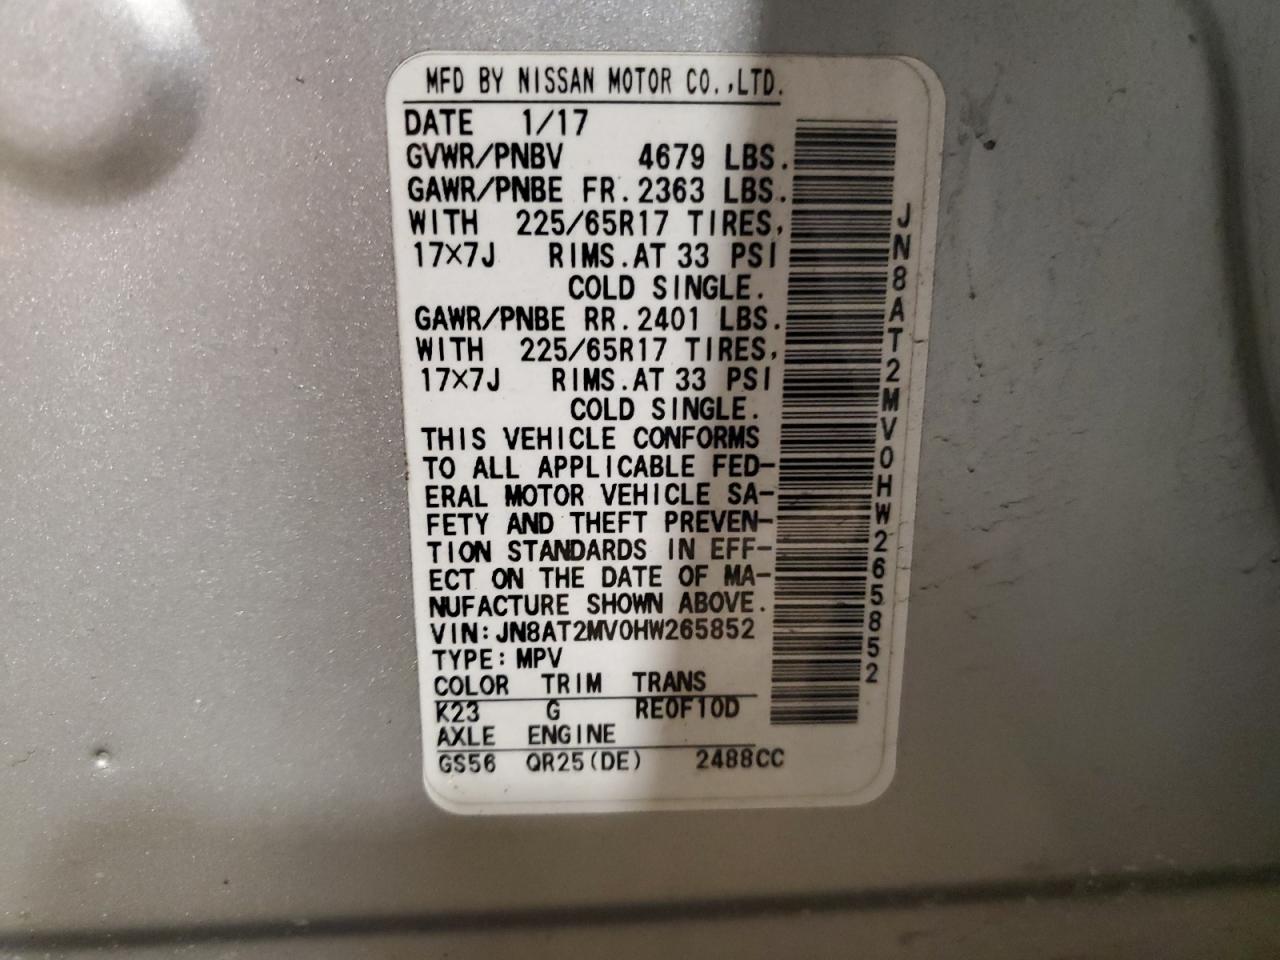 MFD BY NISSAN MOTOR CO.,LTD.
DATE 1/17
GVWR/PNBV 4679 LBS.
GAWR/PNBE FR.2363 LBS.
WITH 225/65R17 TIRES,
17×7J RIMS.AT 33 PSI
COLD SINGLE.
GAWR/PNBE RR.2401 LBS.
WITH 225/65R17 TIRES,
17×7J RIMS.AT 33 PSI
COLD SINGLE.
THIS VEHICLE CONFORMS
TO ALL APPLICABLE FED-
ERAL MOTOR VEHICLE SA-
FETY AND THEFT PREVEN-
TION STANDARDS IN EFF-
ECT ON THE DATE OF MA-
NUFACTURE SHOWN ABOVE.
VIN:JN8AT2MV0HW265852
TYPE:MPV
COLOR TRIM TRANS
K23 G RE0F10D
AXLE ENGINE
GS56 QR25(DE) 2488CC
JN8AT2MV0HW265852